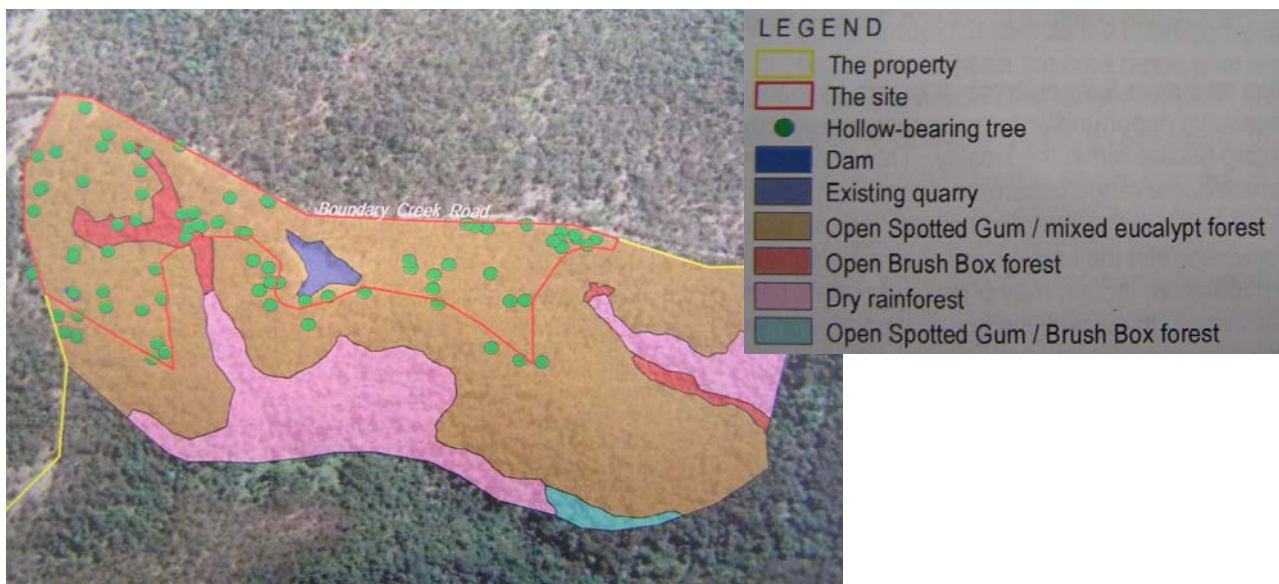 LEGEND
The property
The site
Hollow-bearing tree
Dam
Existing quarry
Open Spotted Gum / mixed eucalypt forest
Open Brush Box forest
Dry rainforest
Open Spotted Gum / Brush Box forest
Boundary Creek Road